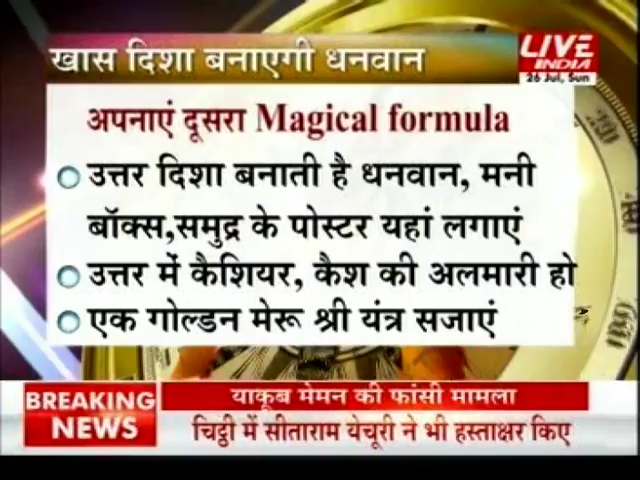 खास दिशा बनाएगी धनवान
LIVE
INDIA
26 Jul, Sun
अपनाएं दूसरा Magical formula
उत्तर दिशा बनाती है धनवान, मनी
बॉक्स,समुद्र के पोस्टर यहां लगाएं
उत्तर में कैशियर, कैश की अलमारी हो
एक गोल्डन मेरू श्री यंत्र सजाएं
BREAKING
NEWS
याकूब मेमन की फांसी मामला
चिट्ठी में सीताराम येचूरी ने भी हस्ताक्षर किए